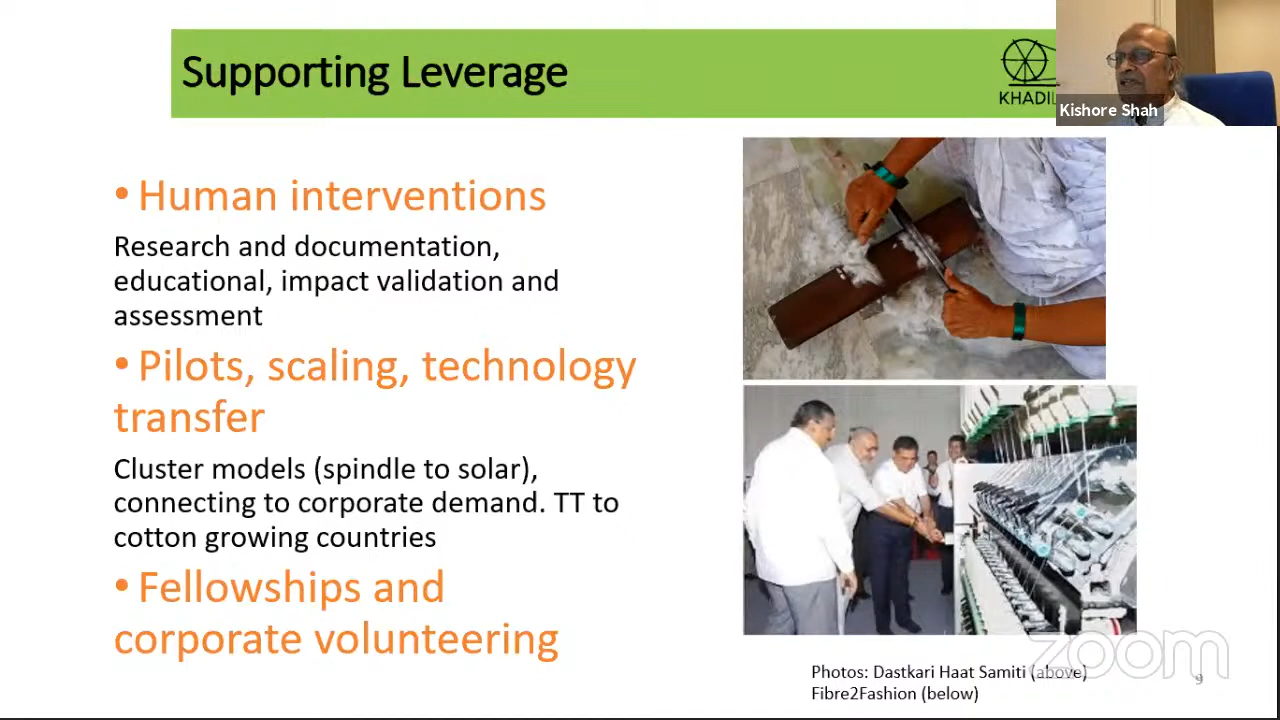 Supporting Leverage
KHADI
Kishore Shah
• Human interventions
Research and documentation,
educational, impact validation and
assessment
• Pilots, scaling, technology
transfer
Cluster models (spindle to solar),
connecting to corporate demand. TT to
cotton growing countries
• Fellowships and
corporate volunteering
Photos: Dastkari Haat Samiti (above)
Fibre2Fashion (below)
zoom
9